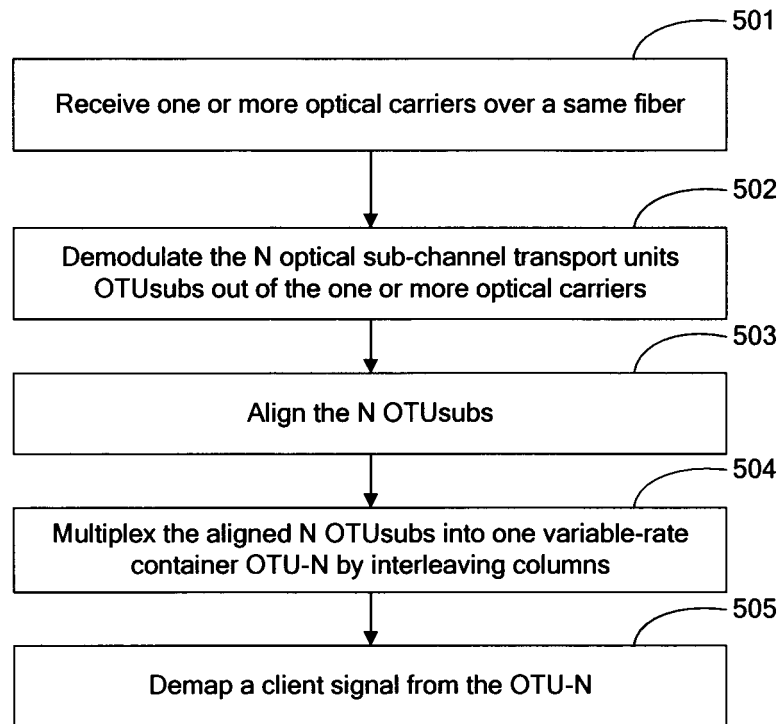 501
Receive one or more optical carriers over a same fiber
502
Demodulate the N optical sub-channel transport units
OTUsubs out of the one or more optical carriers
503
Align the N OTUsubs
504
Multiplex the aligned N OTUsubs into one variable-rate
container OTU-N by interleaving columns
505
Demap a client signal from the OTU-N